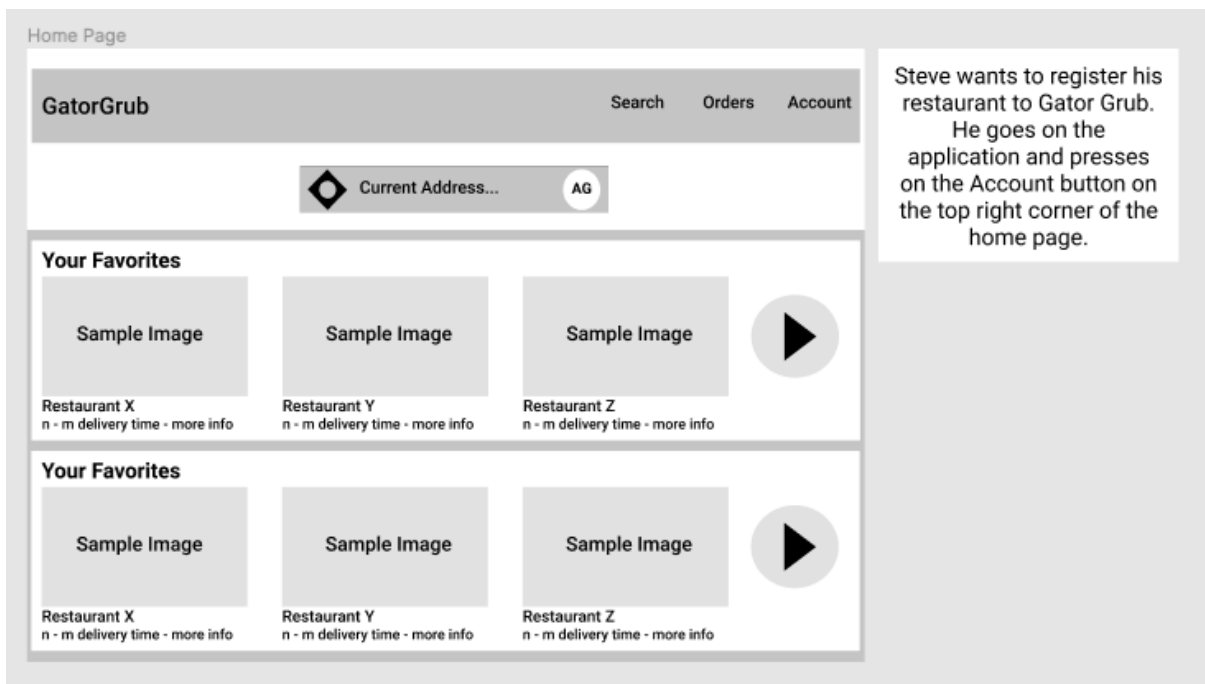 Home Page
GatorGrub
Search Orders Account
Current Address... AG
Your Favorites
Sample Image Sample Image Sample Image
Restaurant X Restaurant Y Restaurant Z
n - m delivery time - more info n - m delivery time - more info n - m delivery time - more info
Your Favorites
Sample Image Sample Image Sample Image
Restaurant X Restaurant Y Restaurant Z
n - m delivery time - more info n - m delivery time - more info n - m delivery time - more info
Steve wants to register his
restaurant to Gator Grub.
He goes on the
application and presses
on the Account button on
the top right corner of the
home page.